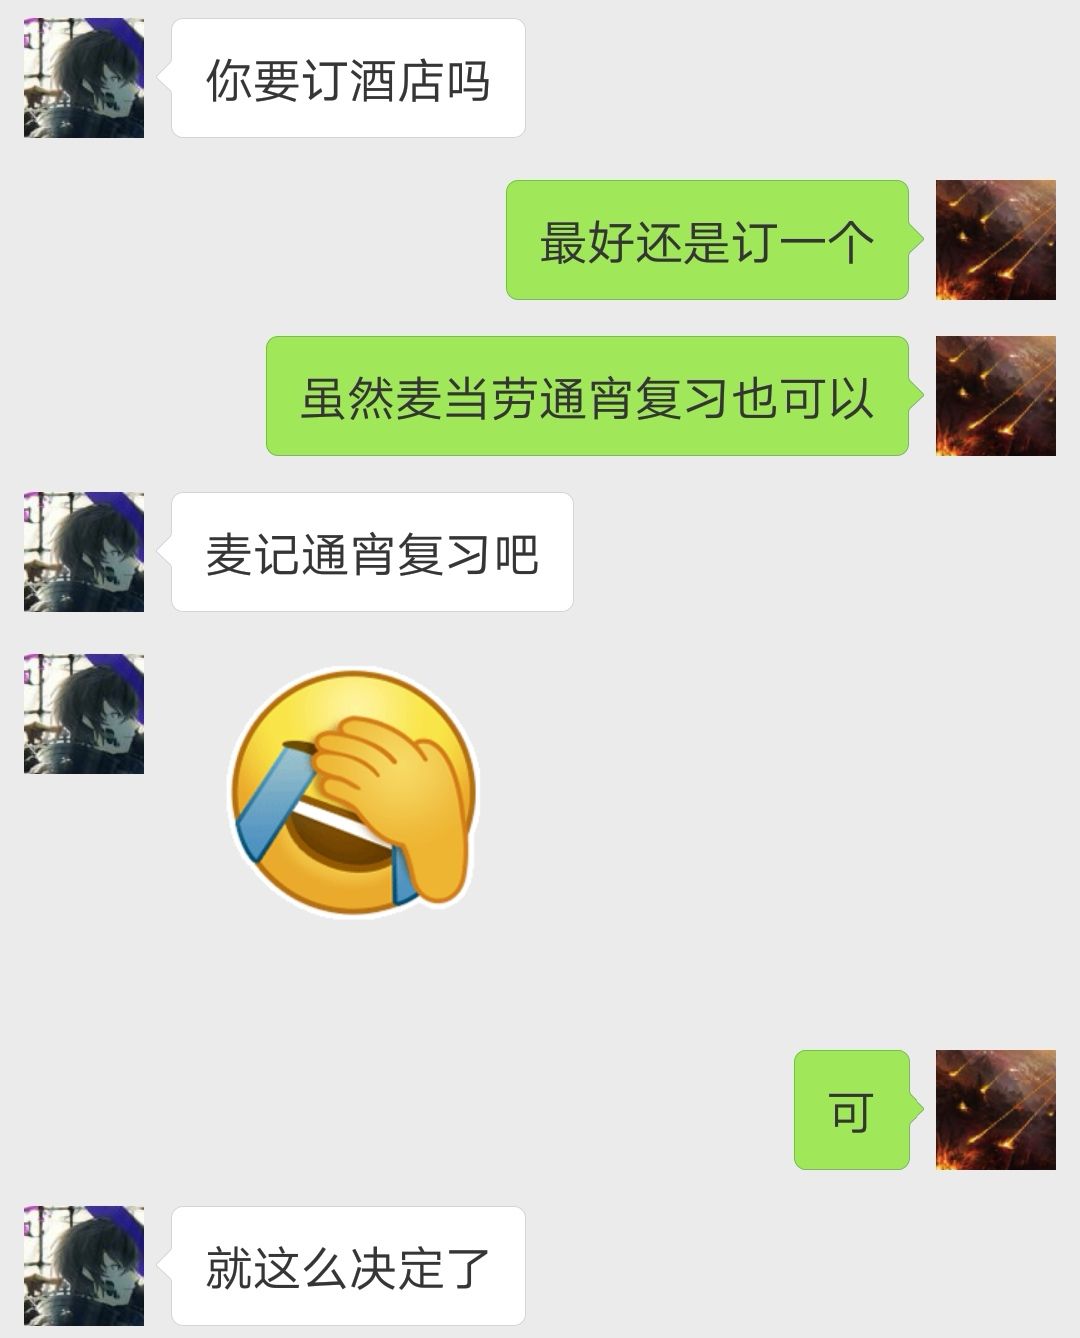 你要订酒店吗
最好还是订一个
虽然麦当劳通宵复习也可以
麦记通宵复习吧
可
就这么决定了